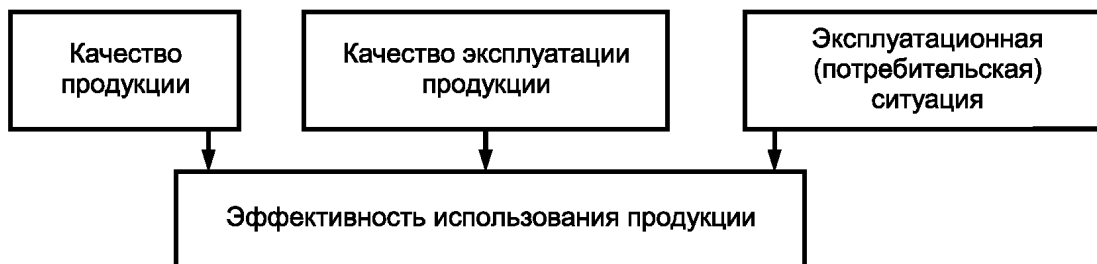 Качество
продукции
Качество эксплуатации
продукции
Эксплуатационная
(потребительская)
ситуация
Эффективность использования продукции